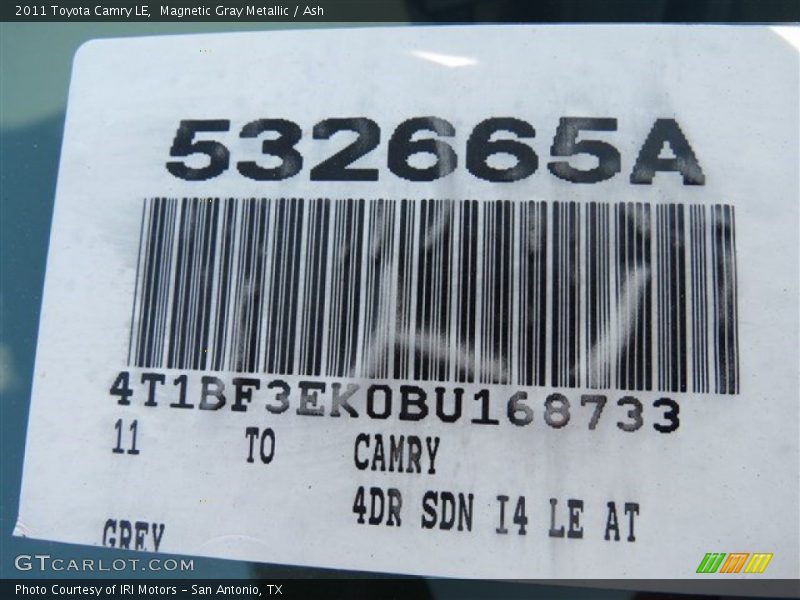 2011 Toyota Camry LE, Magnetic Gray Metallic / Ash
532665A
4T1BF3EK0BU168733
11 TO CAMRY
4DR SDN I4 LE AT
GREY
GTCARLOT.COM
Photo Courtesy of IRI Motors – San Antonio, TX